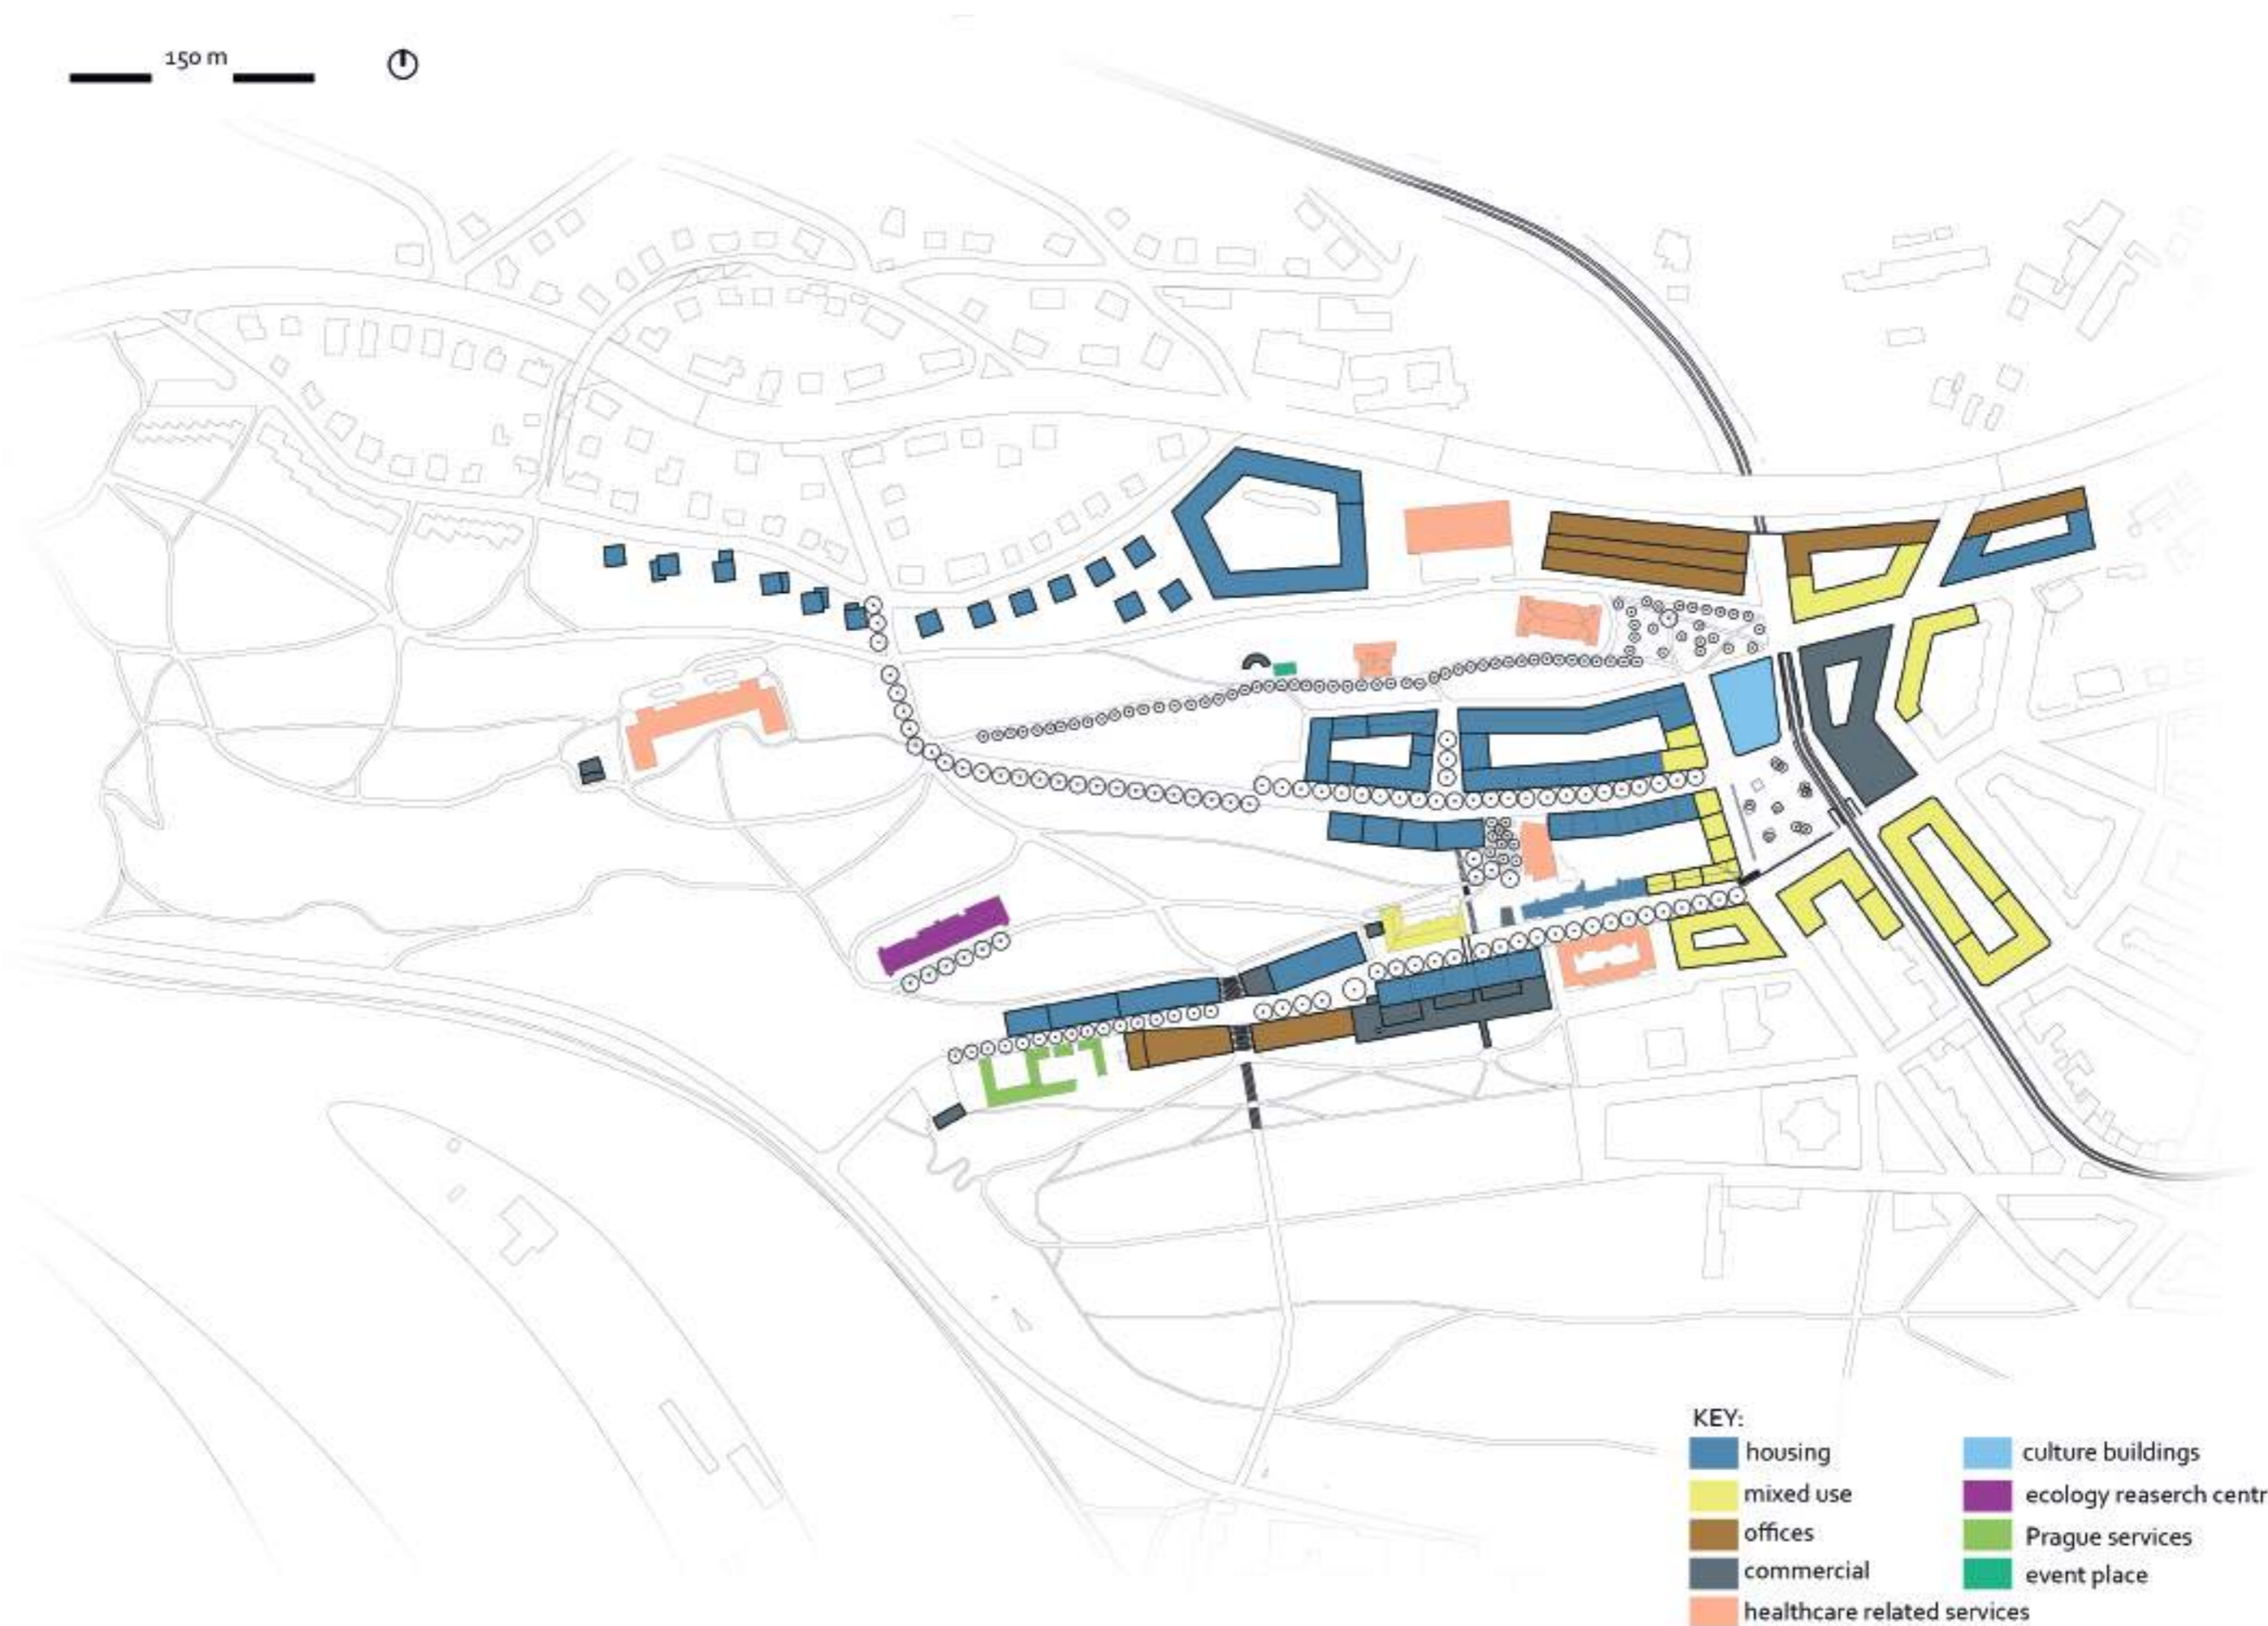 150 m
KEY:
housing
mixed use
offices
commercial
healthcare related services
culture buildings
ecology reaserch centr
Prague services
event place